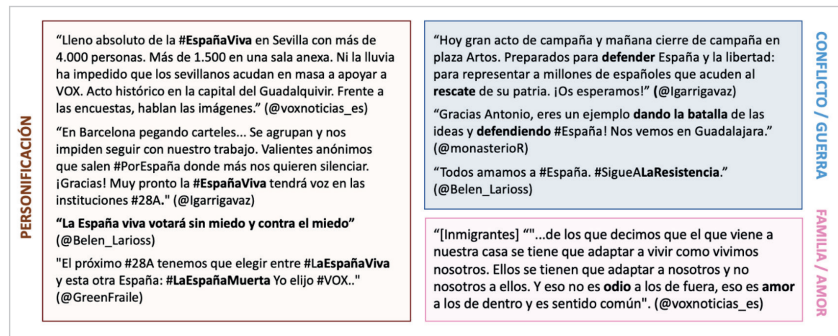 PERSONIFICACIÓN
“Lleno absoluto de la #EspañaViva en Sevilla con más de
4.000 personas. Más de 1.500 en una sala anexa. Ni la lluvia
ha impedido que los sevillanos acudan en masa a apoyar a
VOX. Acto histórico en la capital del Guadalquivir. Frente a
las encuestas, hablan las imágenes.” (@voxnoticias_es)
“En Barcelona pegando carteles... Se agrupan y nos
impiden seguir con nuestro trabajo. Valientes anónimos
que salen #PorEspaña donde más nos quieren silenciar.
¡Gracias! Muy pronto la #EspañaViva tendrá voz en las
instituciones #28A." (@Igarrigavaz)
“La España viva votará sin miedo y contra el miedo”
(@Belen_Larioss)
"El próximo #28A tenemos que elegir entre #LaEspañaViva
y esta otra España: #LaEspañaMuerta Yo elijo #VOX.."
(@GreenFraile)
“Hoy gran acto de campaña y mañana cierre de campaña en
plaza Artos. Preparados para defender España y la libertad:
para representar a millones de españoles que acuden al
rescate de su patria. ¡Os esperamos!” (@Igarrigavaz)
“Gracias Antonio, eres un ejemplo dando la batalla de las
ideas y defendiendo #España! Nos vemos en Guadalajara.”
(@monasterioR)
“Todos amamos a #España. #SigueALaResistencia.”
(@Belen_Larioss)
CONFLICTO / GUERRA
“[Inmigrantes] “"...de los que decimos que el que viene a
nuestra casa se tiene que adaptar a vivir como vivimos
nosotros. Ellos se tienen que adaptar a nosotros y no
nosotros a ellos. Y eso no es odio a los de fuera, eso es amor
a los de dentro y es sentido común". (@voxnoticias_es)
FAMILIA / AMOR